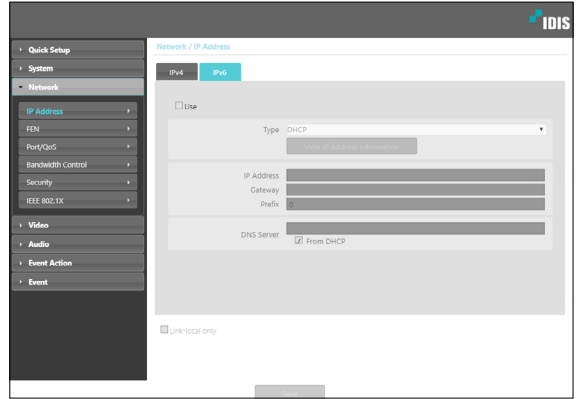 IDIS
Quick Setup
System
Network
IP Address
FEN
Port/QoS
Bandwidth Control
Security
IEEE 802.1X
Video
Audio
Event Action
Event
Network / IP Address
IPv4 IPv6
Use
Type DHCP
View IP Address Information
IP Address
Gateway
Prefix 0
DNS Server
From DHCP
Link-local only
Save